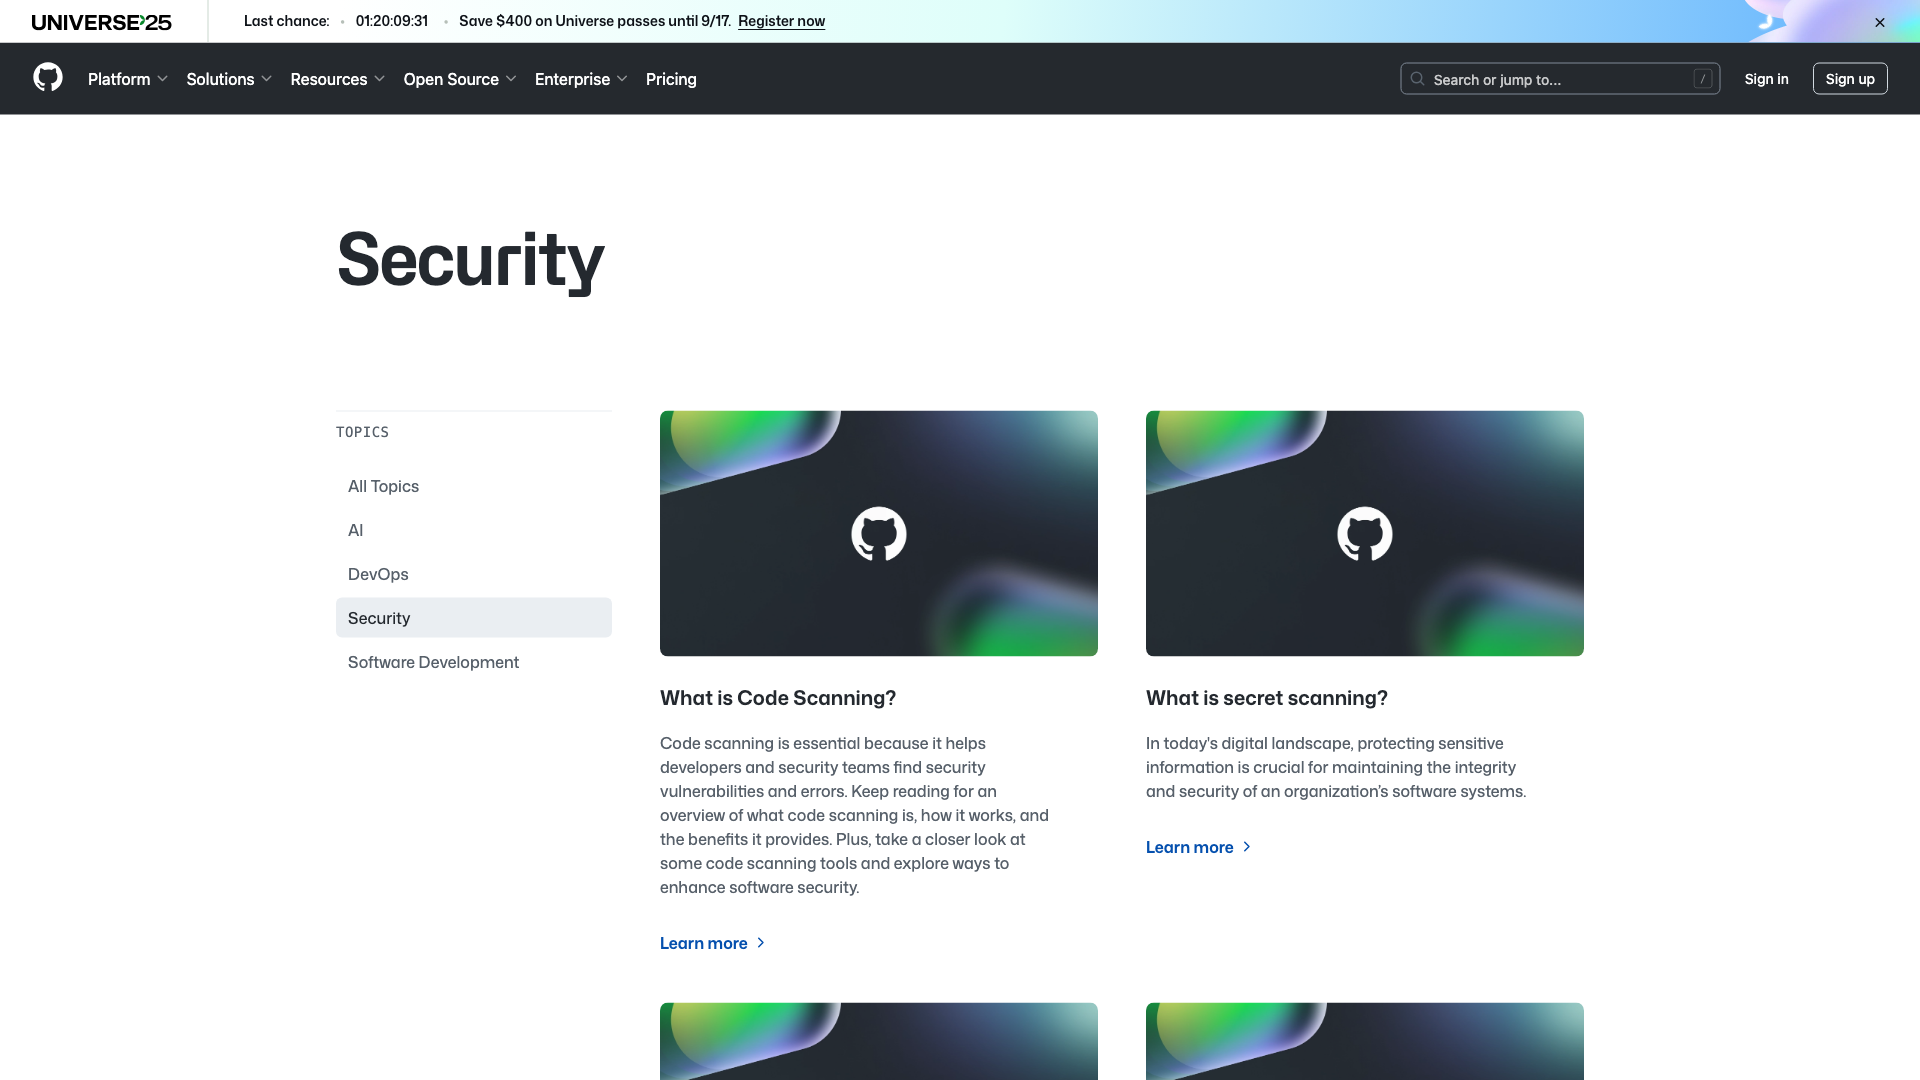 UNIVERSE'25
Last chance: • 01:20:09:31 • Save $400 on Universe passes until 9/17. Register now
Platform Solutions Resources Open Source Enterprise Pricing
Search or jump to... /
Sign in
Sign up
Security
TOPICS
All Topics
AI
DevOps
Security
Software Development
What is Code Scanning?
Code scanning is essential because it helps
developers and security teams find security
vulnerabilities and errors. Keep reading for an
overview of what code scanning is, how it works, and
the benefits it provides. Plus, take a closer look at
some code scanning tools and explore ways to
enhance software security.
Learn more
What is secret scanning?
In today's digital landscape, protecting sensitive
information is crucial for maintaining the integrity
and security of an organization’s software systems.
Learn more